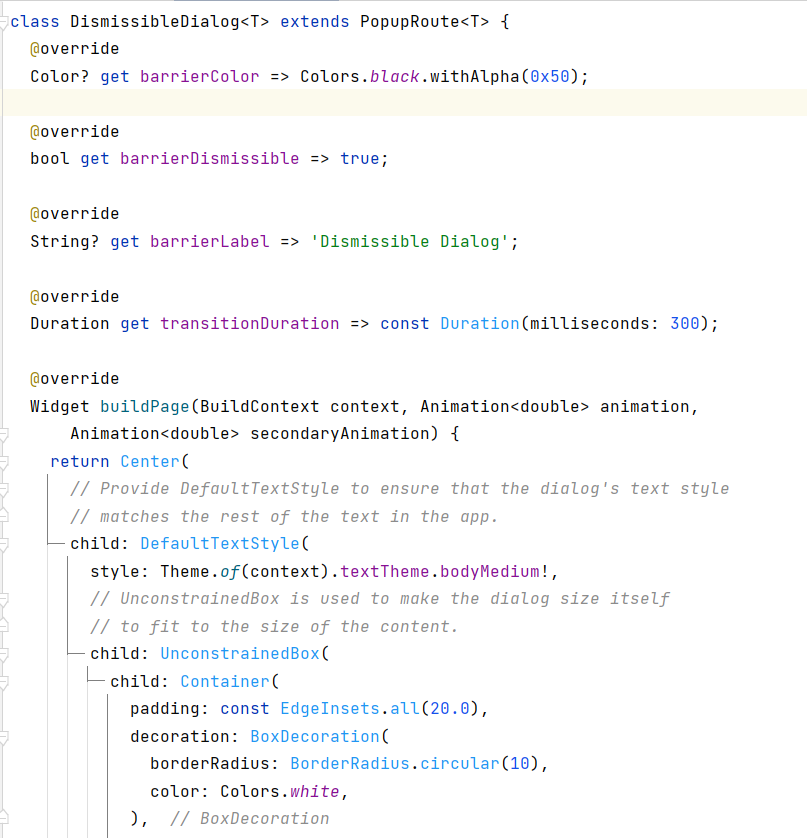 class DismissibleDialog<T> extends PopupRoute<T> {
  @override
  Color? get barrierColor => Colors.black.withAlpha(0x50);

  @override
  bool get barrierDismissible => true;

  @override
  String? get barrierLabel => 'Dismissible Dialog';

  @override
  Duration get transitionDuration => const Duration(milliseconds: 300);

  @override
  Widget buildPage(BuildContext context, Animation<double> animation,
      Animation<double> secondaryAnimation) {
    return Center(
      // Provide DefaultTextStyle to ensure that the dialog's text style
      // matches the rest of the text in the app.
      child: DefaultTextStyle(
        style: Theme.of(context).textTheme.bodyMedium!,
        // UnconstrainedBox is used to make the dialog size itself
        // to fit to the size of the content.
        child: UnconstrainedBox(
          child: Container(
            padding: const EdgeInsets.all(20.0),
            decoration: BoxDecoration(
              borderRadius: BorderRadius.circular(10),
              color: Colors.white,
            ),  // BoxDecoration